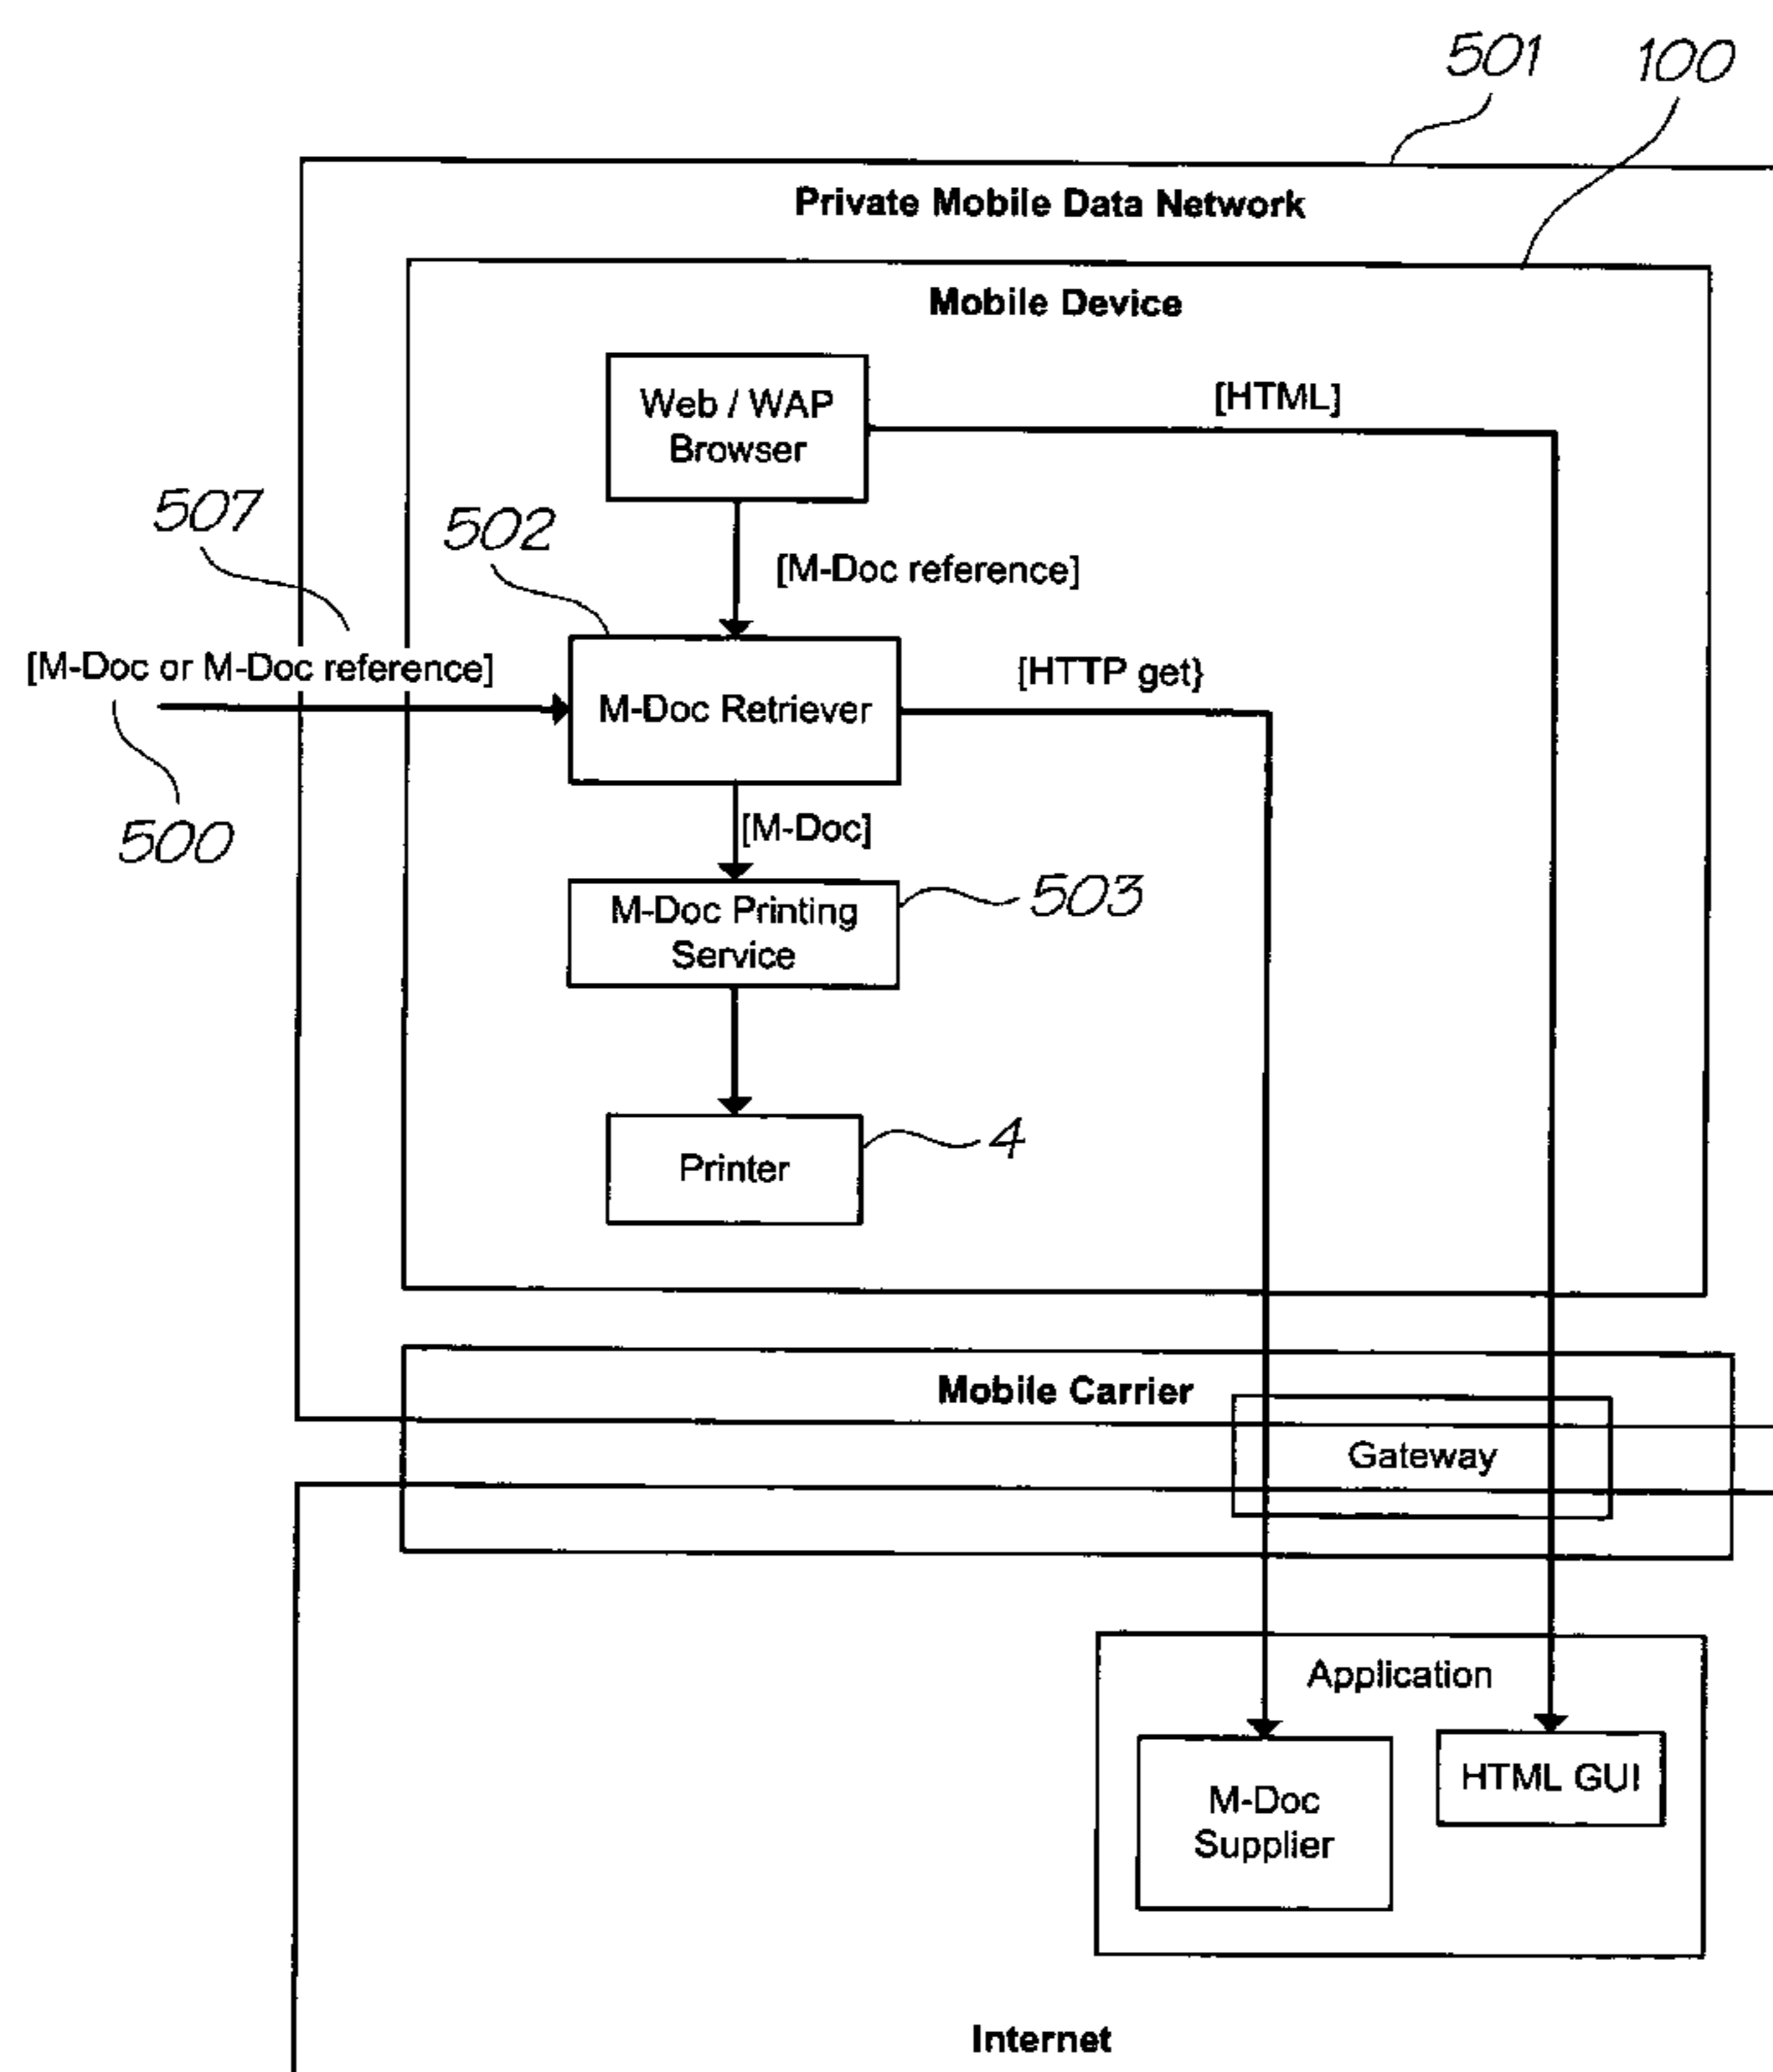 501
100
Private Mobile Data Network
Mobile Device
Web / WAP
Browser
[HTML]
507
502
[M-Doc reference]
[M-Doc or M-Doc reference]
M-Doc Retriever
[HTTP get}
500
[M-Doc]
M-Doc Printing
Service
503
Printer
4
Mobile Carrier
Gateway
Application
M-Doc
Supplier
HTML GUI
Internet